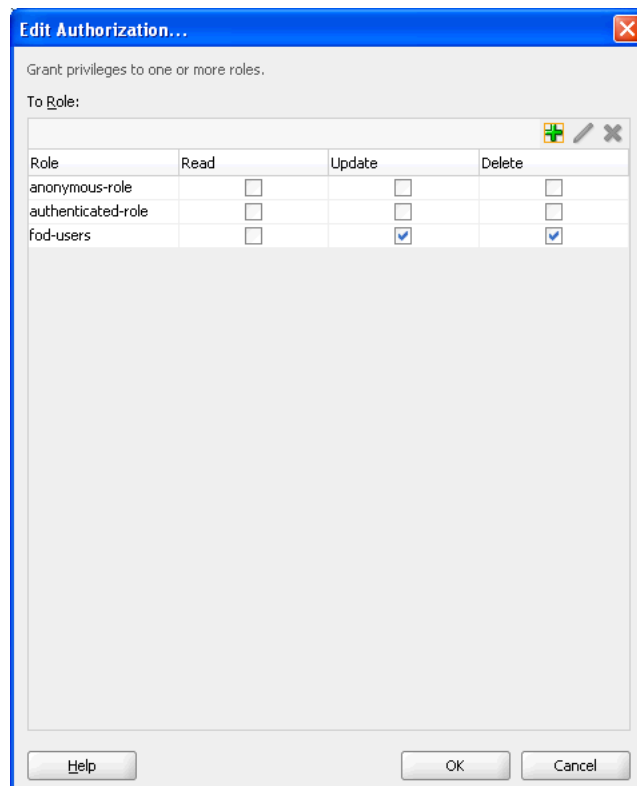 Edit Authorization...
Grant privileges to one or more roles.
To Role:
Role Read Update Delete
anonymous-role
authenticated-role
fod-users
Help OK Cancel